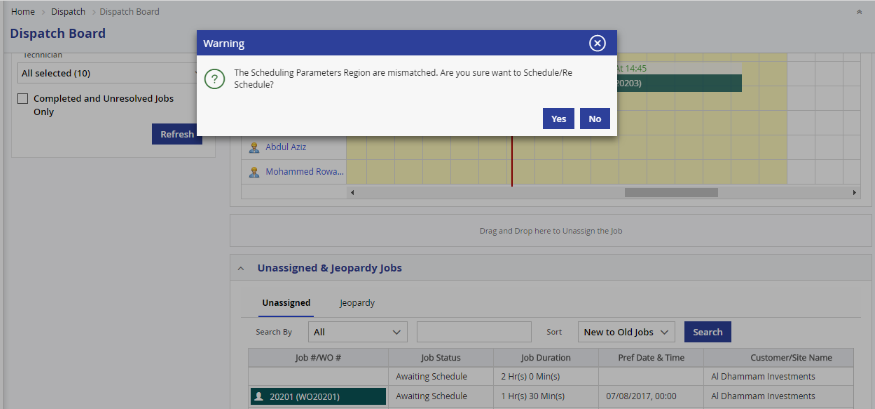 Home > Dispatch > Dispatch Board
Dispatch Board
Warning
The Scheduling Parameters Region are mismatched. Are you sure want to Schedule/Re
Schedule?
Yes No
Technician
All selected (10)
Completed and Unresolved Jobs
Only
Refresh
At 14:45
20203)
Abdul Aziz
Mohammed Rowa...
Drag and Drop here to Unassign the Job
Unassigned & Jeopardy Jobs
Unassigned Jeopardy
Search By All Sort New to Old Jobs Search
Job #/WO # Job Status Job Duration Pref Date & Time Customer/Site Name
Awaiting Schedule 2 Hr(s) 0 Min(s) Al Dhammam Investments
20201 (WO20201) Awaiting Schedule 1 Hr(s) 30 Min(s) 07/08/2017, 00:00 Al Dhammam Investments